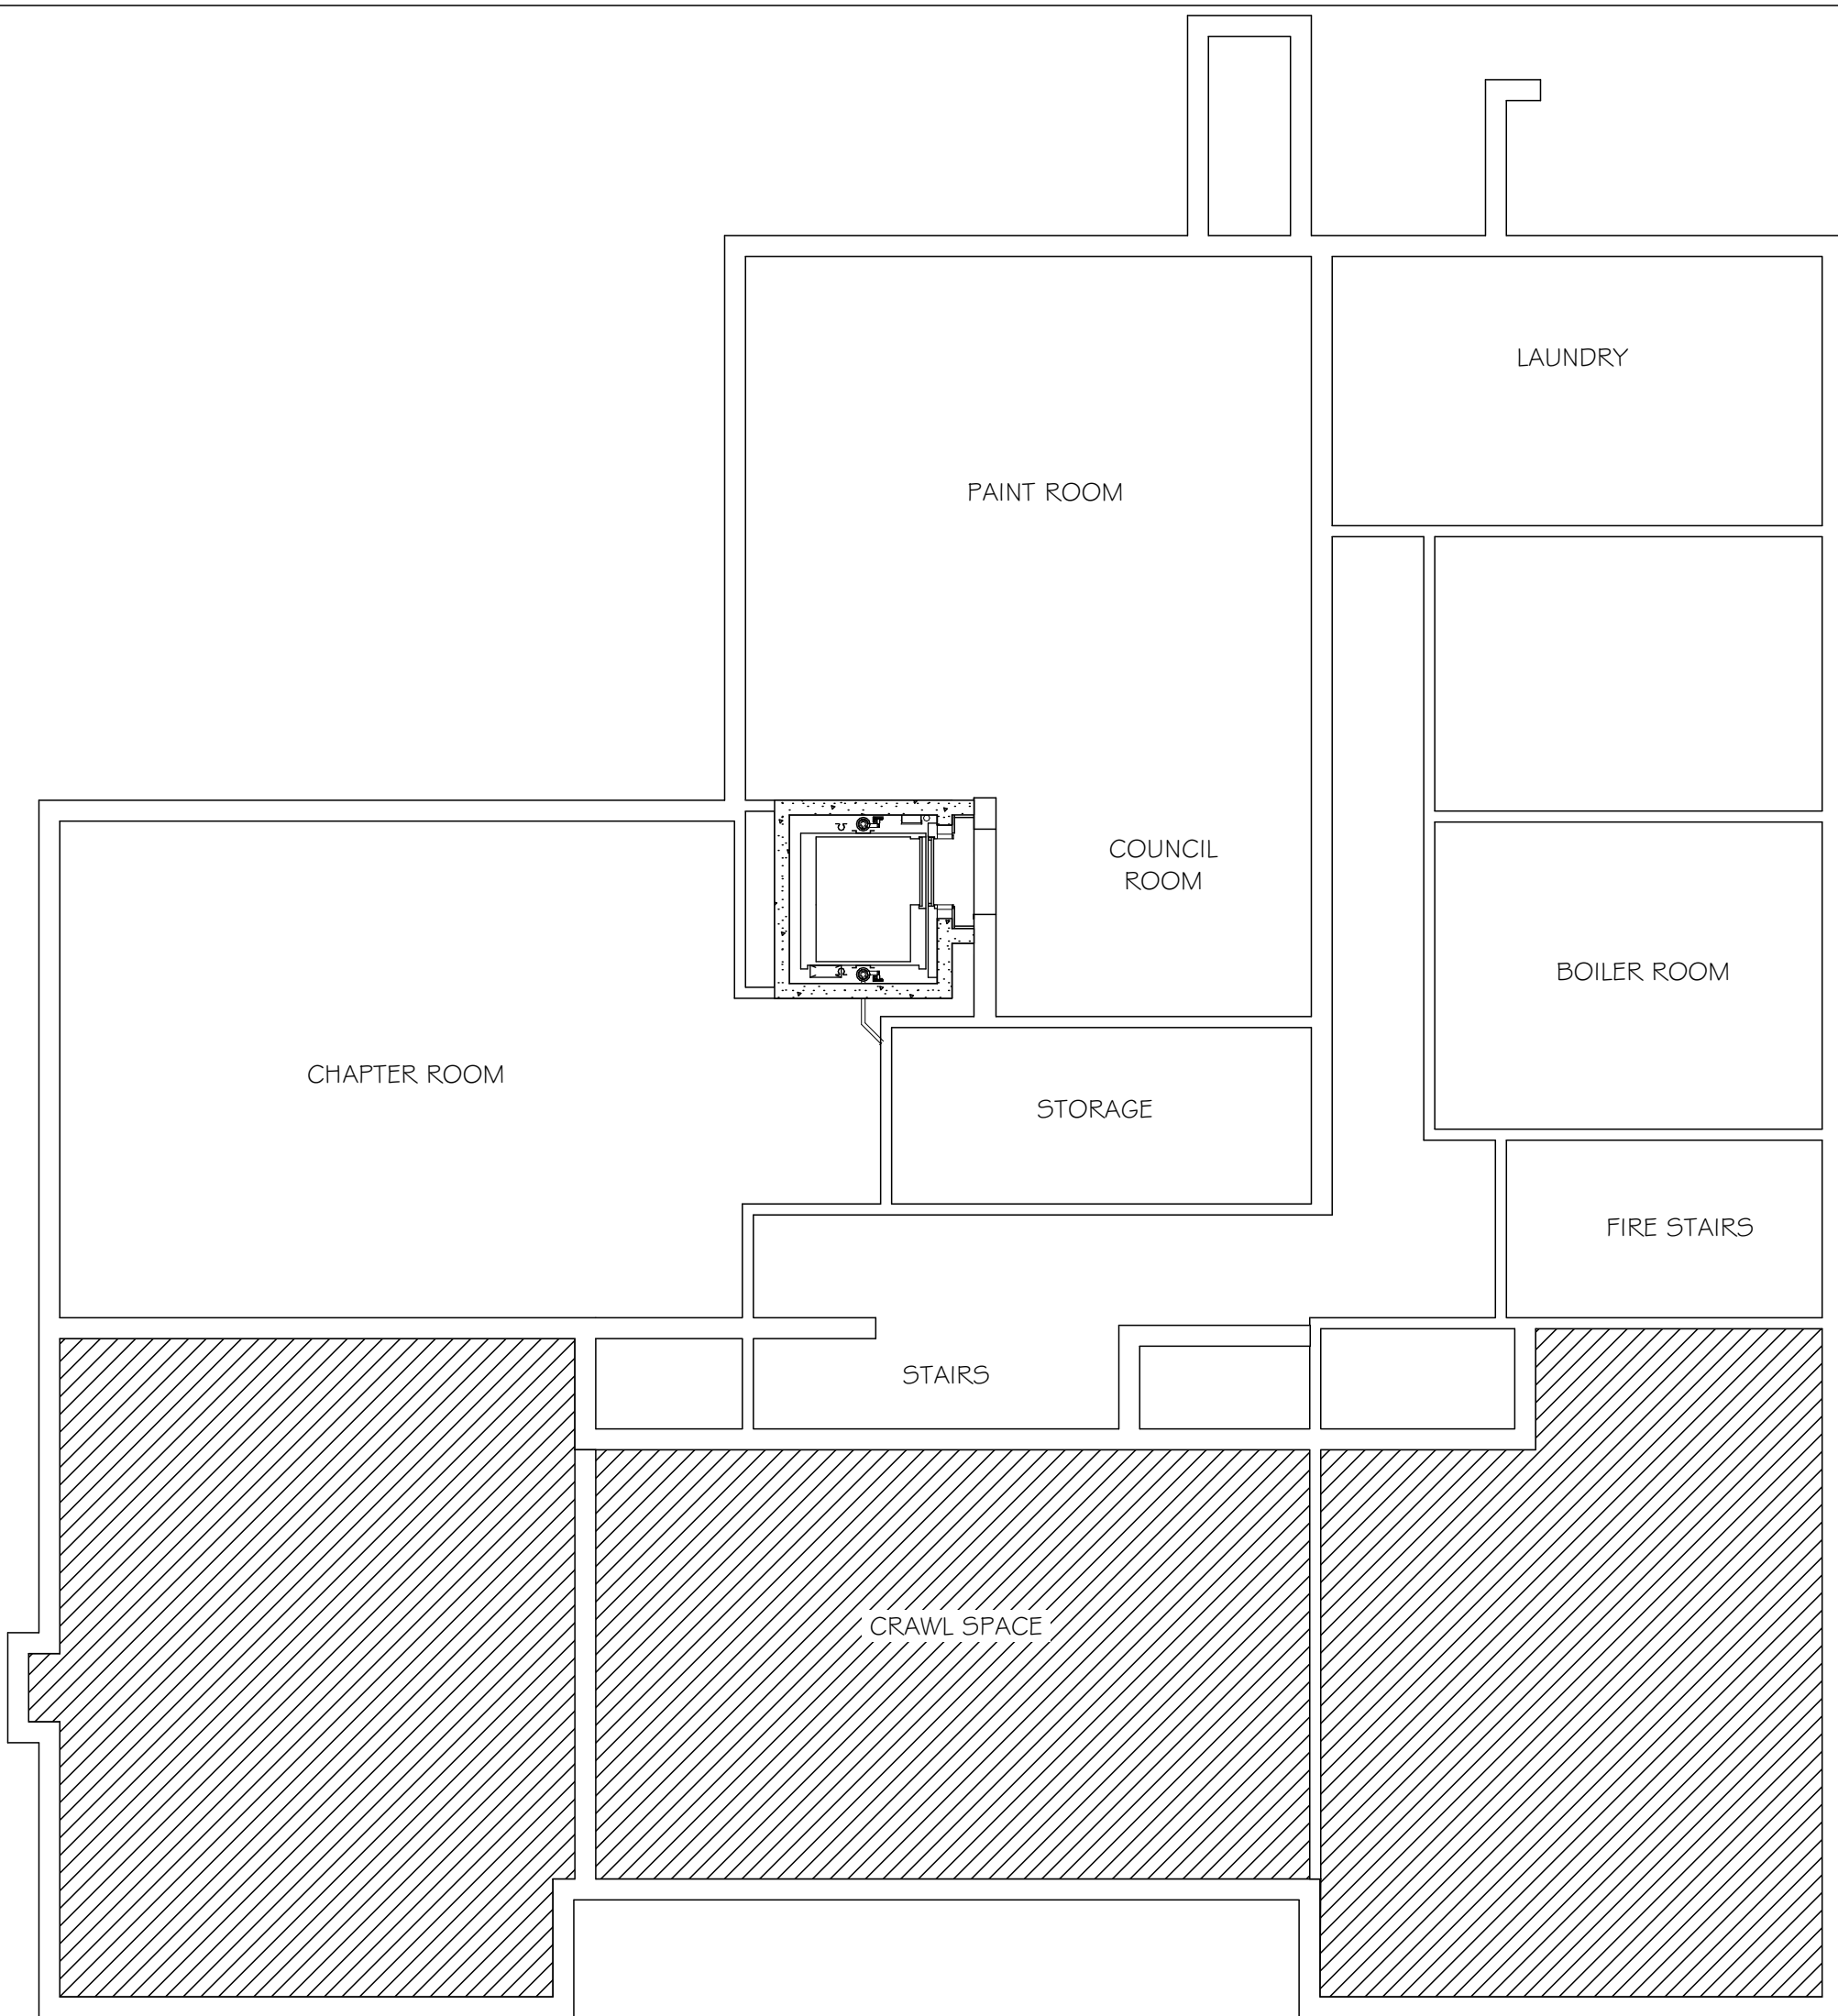 LAUNDRY
PAINT ROOM
COUNCIL
ROOM
BOILER ROOM
CHAPTER ROOM
STORAGE
FIRE STAIRS
STAIRS
CRAWL SPACE